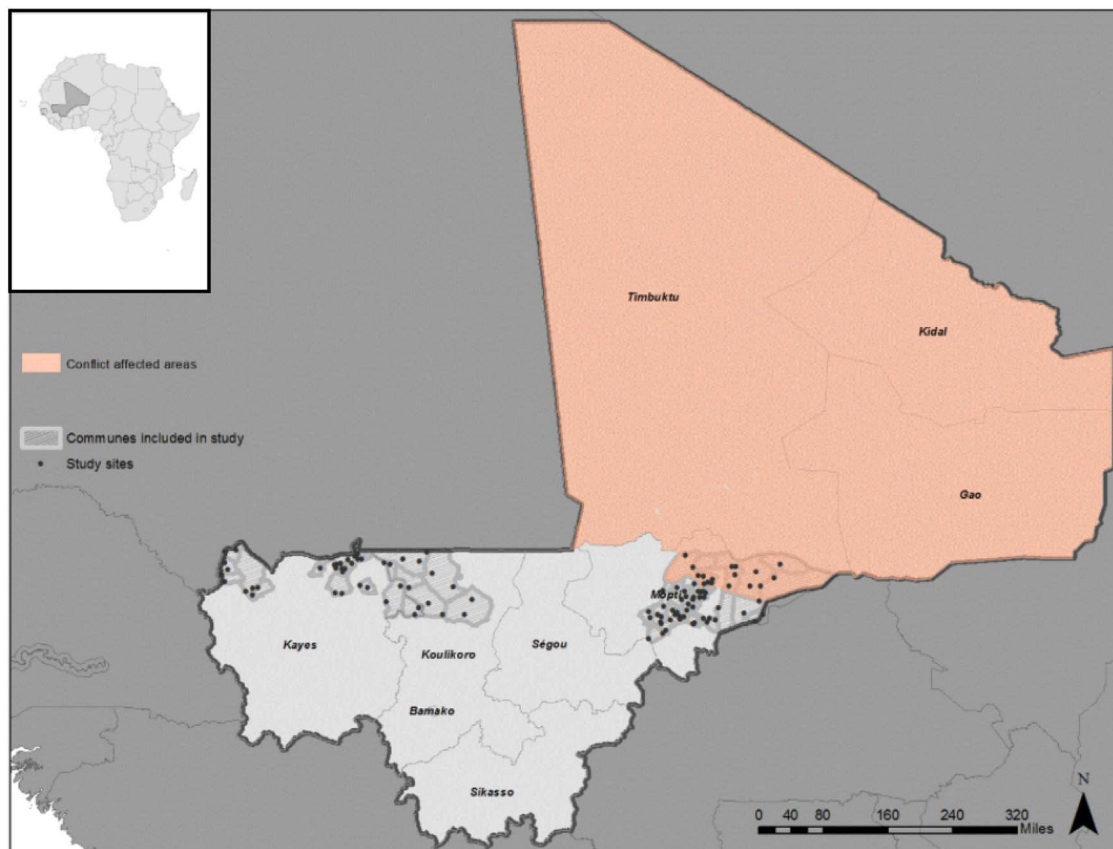 Timbuktu
Kidal
Conflict affected areas
Communes included in study
Study sites
Gao
Mopti
Kayes
Koulikoro
Ségou
Bamako
Sikasso
N
0 40 80 160 240 320
Miles